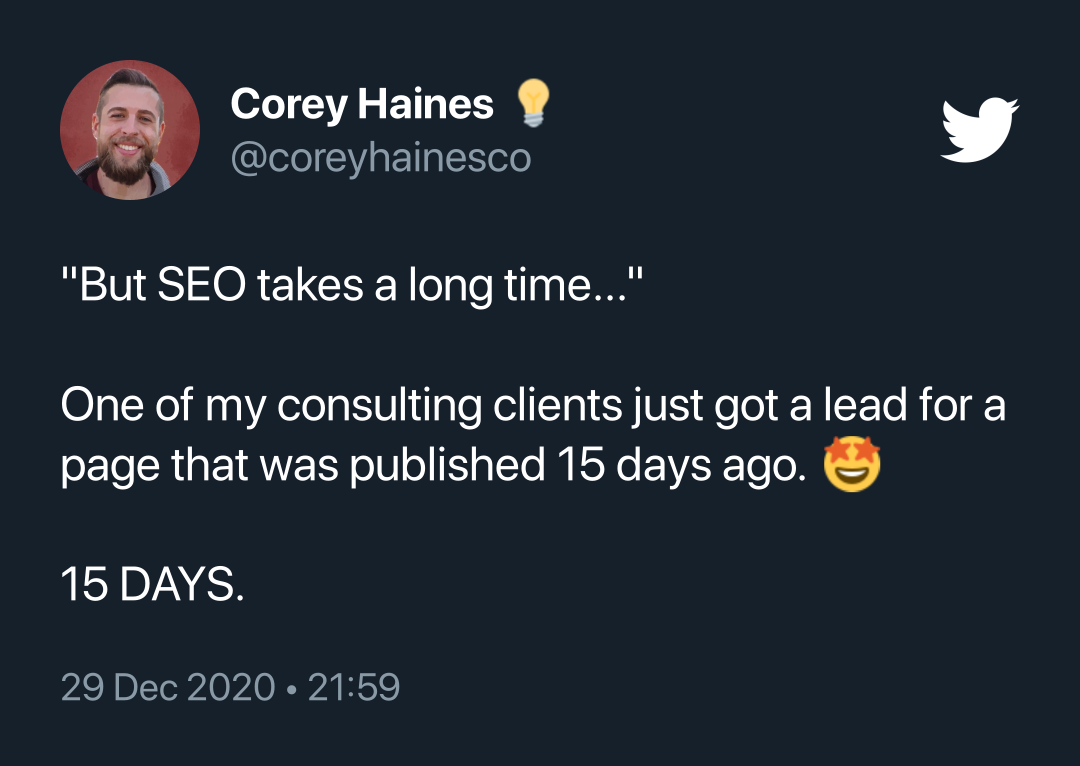 Corey Haines 💡
@coreyhainesco
"But SEO takes a long time..."
One of my consulting clients just got a lead for a
page that was published 15 days ago. 🤩
15 DAYS.
29 Dec 2020 • 21:59